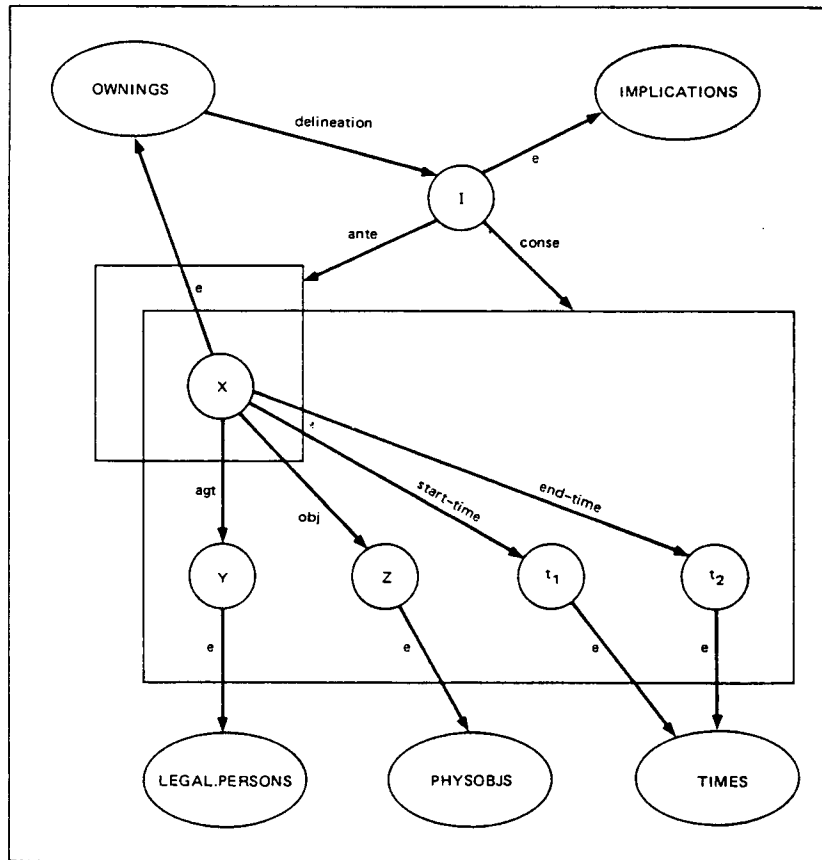 OWNINGS
IMPLICATIONS
delineation
e
I
ante
conse
e
X
agt
obj
start-time
end-time
Y
Z
t₁
t₂
e
e
e
e
LEGAL.PERSONS
PHYSOBJS
TIMES